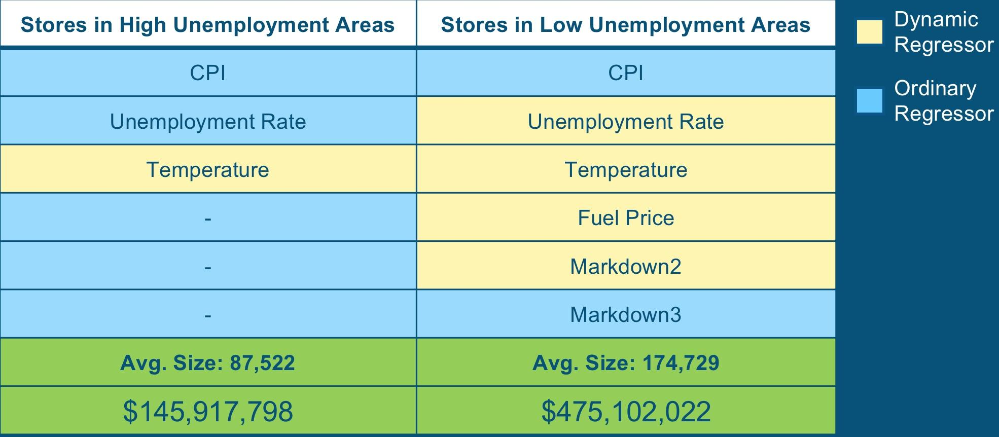 Stores in High Unemployment Areas
Stores in Low Unemployment Areas
CPI
CPI
Unemployment Rate
Unemployment Rate
Temperature
Temperature
-
Fuel Price
-
Markdown2
-
Markdown3
Avg. Size: 87,522
Avg. Size: 174,729
$145,917,798
$475,102,022
Dynamic
Regressor
Ordinary
Regressor